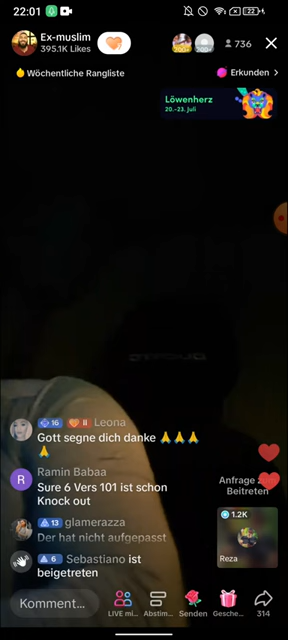 22:01
Ex-muslim
395.1K Likes
736
Wöchentliche Rangliste
Erkunden >
Löwenherz
20.-23. Juli
16 II Leona
Gott segne dich danke 🙏🙏🙏
🙏
R Ramin Babaa
Sure 6 Vers 101 ist schon
Knock out
Anfrage zum
Beitreten
13 glamerazza
Der hat nicht aufgepasst
1.2K
Reza
6 Sebastiano ist
beigetreten
Komment...
LIVE mi...
Abstim...
Senden
Gesche...
314